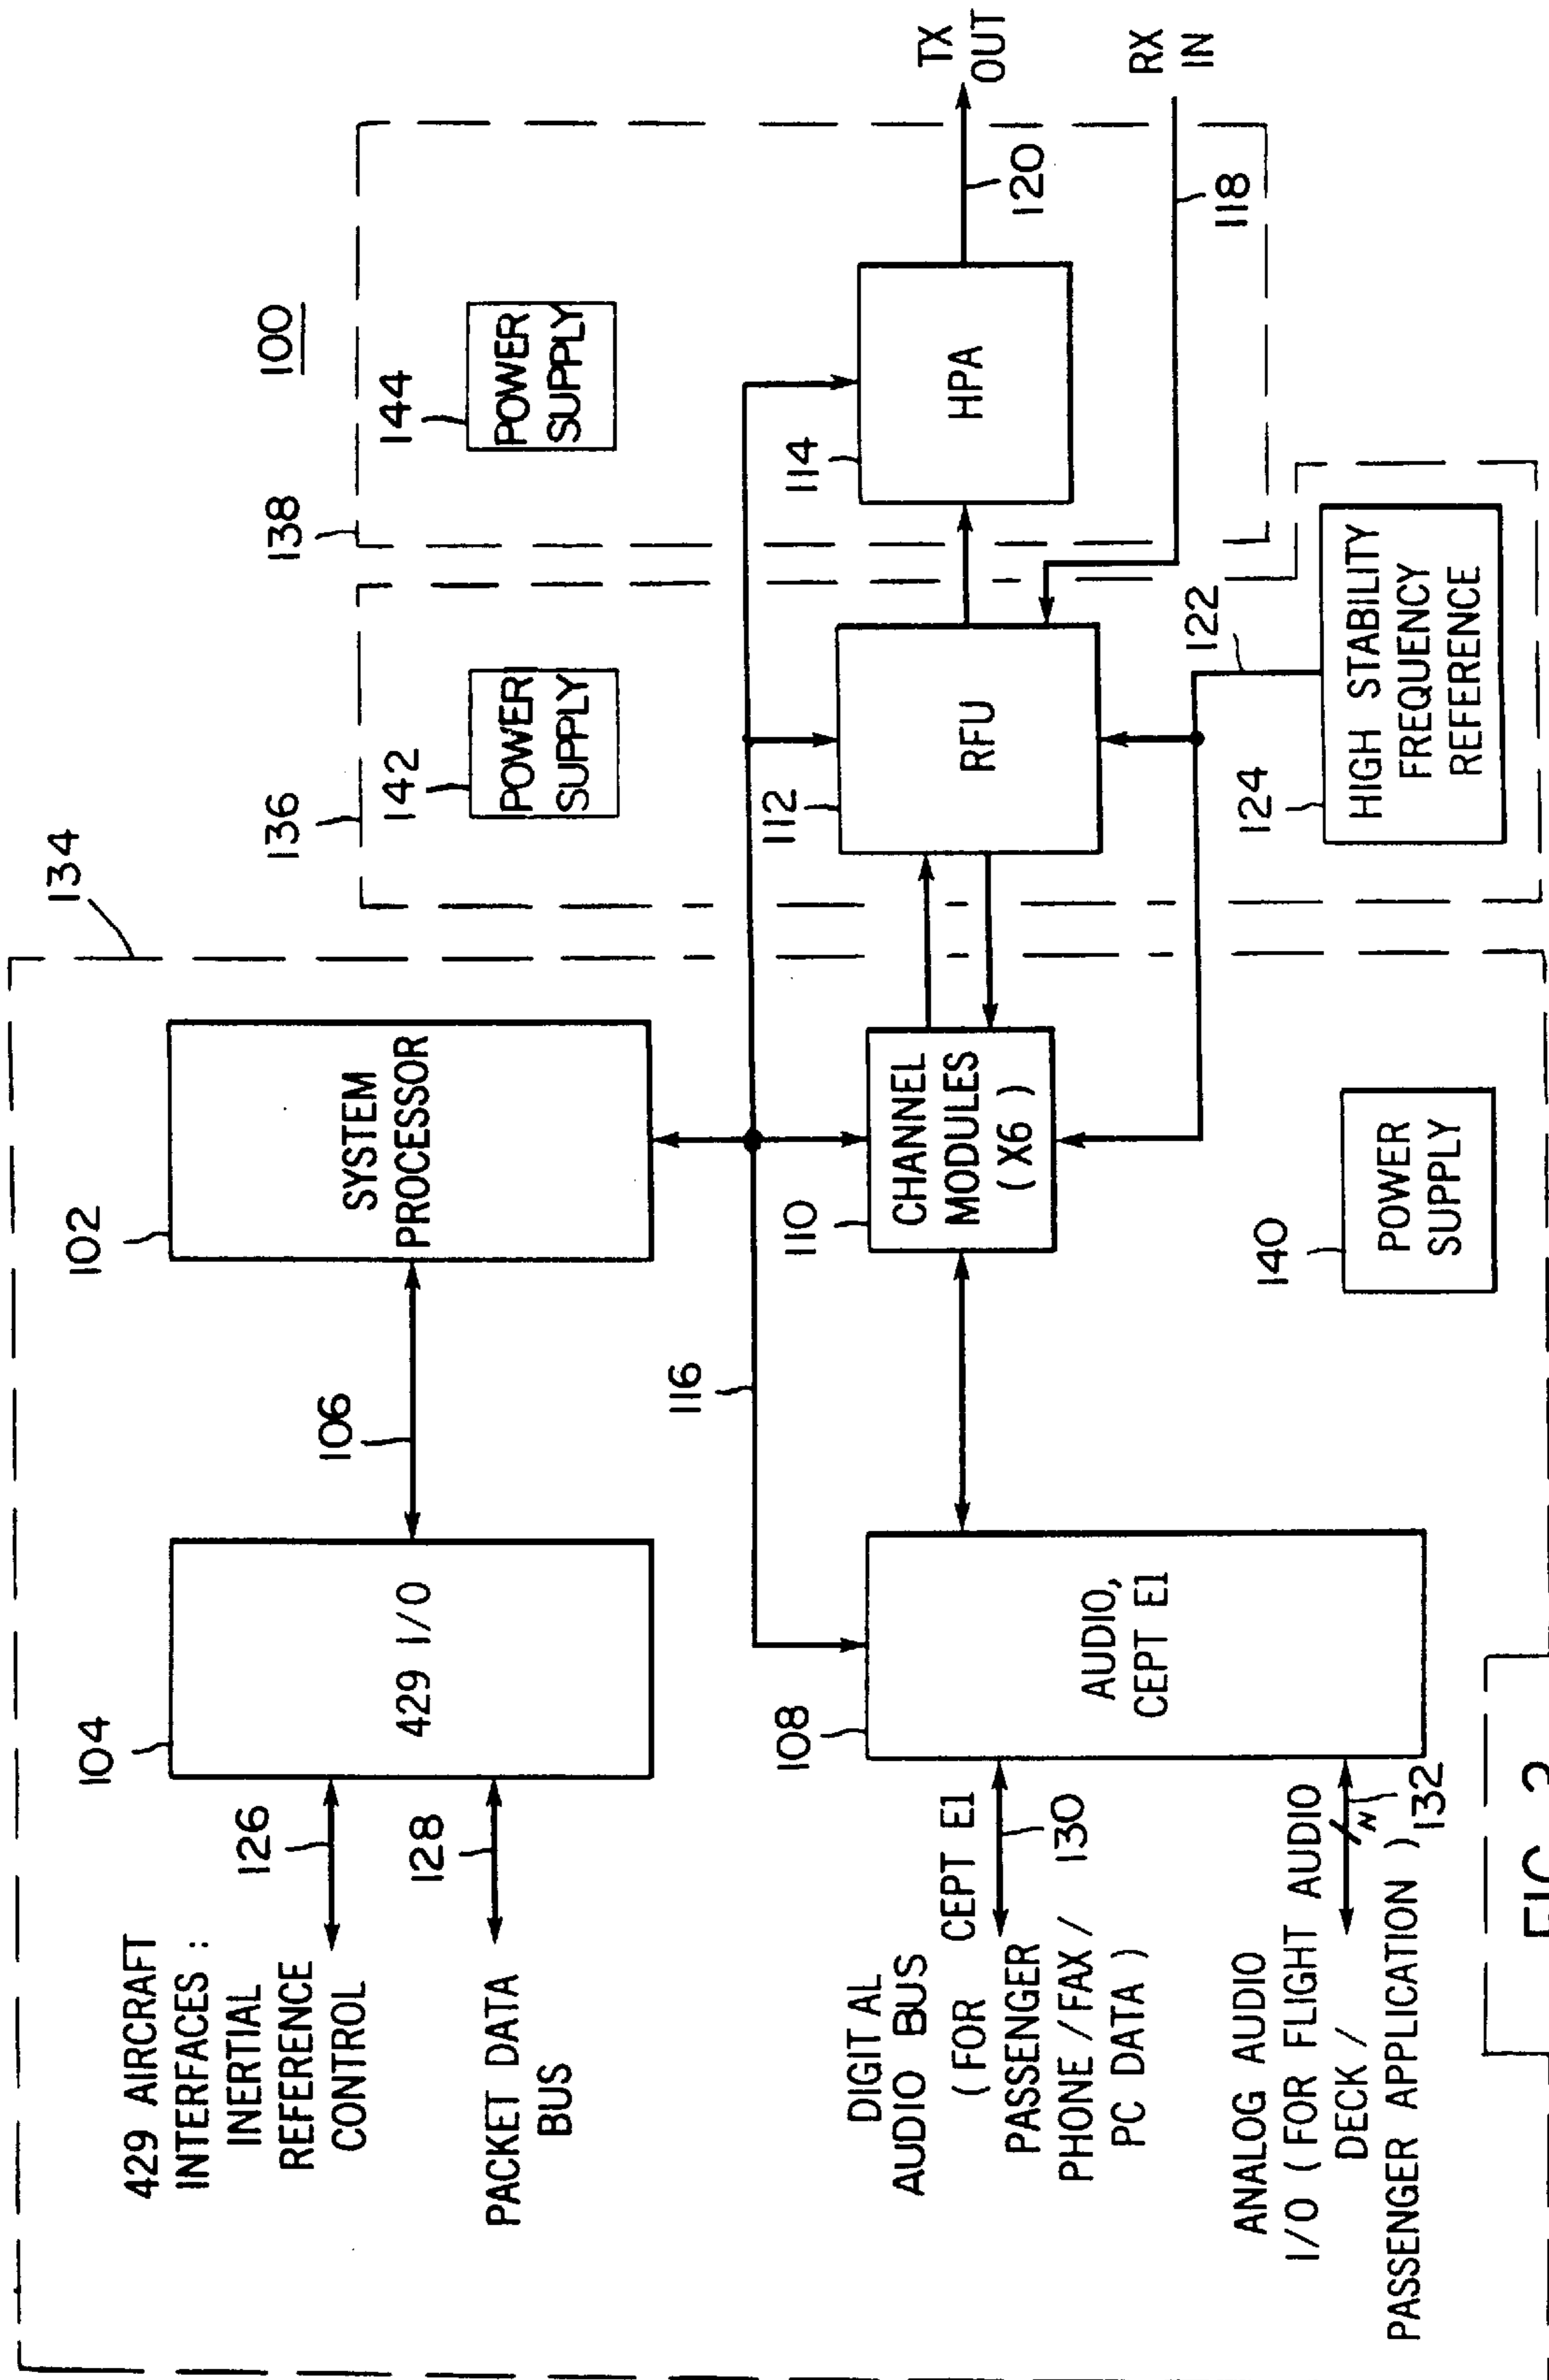 100
134
136
138
102
SYSTEM
PROCESSOR
142
POWER
SUPPLY
144
POWER
SUPPLY
104
429 I/O
106
429 AIRCRAFT
INTERFACES :
INERTIAL
REFERENCE
CONTROL
126
PACKET DATA
BUS
128
116
108
AUDIO,
CEPT E1
110
CHANNEL
MODULES
( X6 )
112
RFU
114
HPA
120
TX
OUT
118
RX
IN
DIGITAL
AUDIO BUS
CEPT E1
( FOR
PASSENGER
PHONE / FAX /
PC DATA )
130
ANALOG AUDIO
I/O ( FOR FLIGHT AUDIO
DECK /
PASSENGER APPLICATION )
N
132
140
POWER
SUPPLY
122
124
HIGH STABILITY
FREQUENCY
REFERENCE